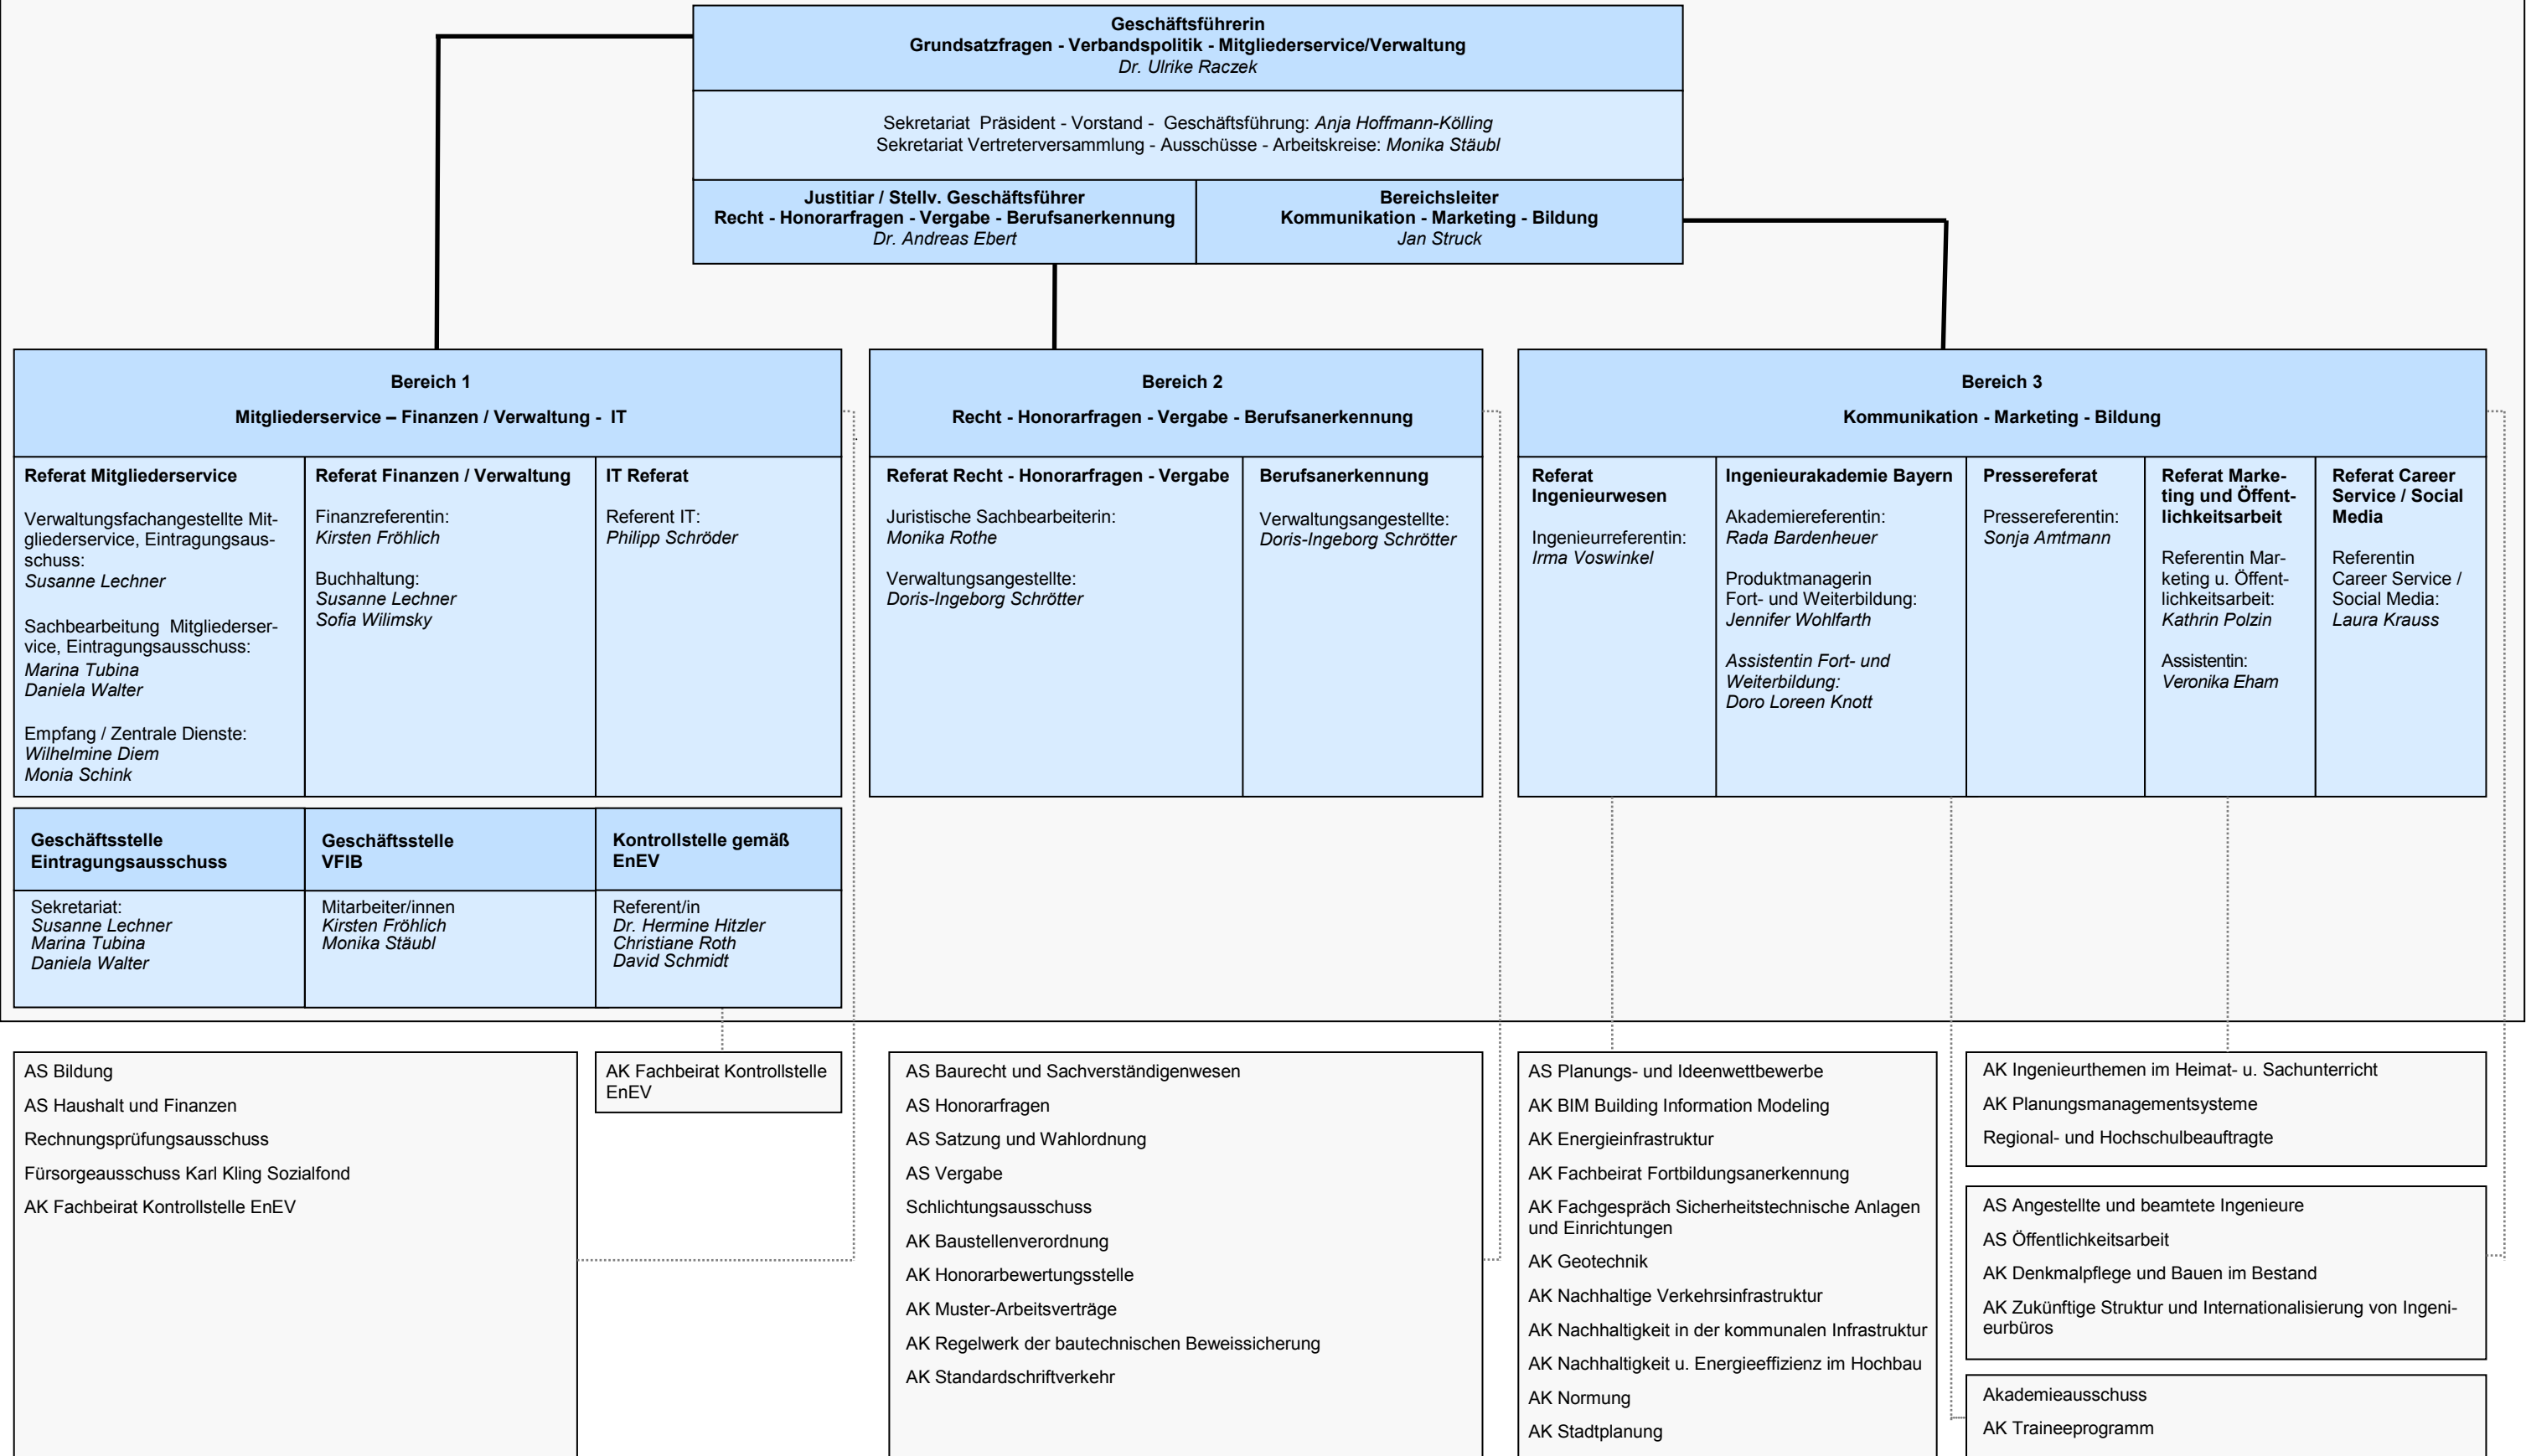 Geschäftsführerin
Grundsatzfragen - Verbandspolitik - Mitgliederservice/Verwaltung
Dr. Ulrike Raczek
Sekretariat Präsident - Vorstand - Geschäftsführung: Anja Hoffmann-Kölling
Sekretariat Vertreterversammlung - Ausschüsse - Arbeitskreise: Monika Stäubl
Justitiar / Stellv. Geschäftsführer
Recht - Honorarfragen - Vergabe - Berufsanerkennung
Dr. Andreas Ebert
Bereichsleiter
Kommunikation - Marketing - Bildung
Jan Struck
Bereich 1
Mitgliederservice – Finanzen / Verwaltung - IT
Referat Mitgliederservice
Verwaltungsfachangestellte Mit-
gliederservice, Eintragungsaus-
schuss:
Susanne Lechner
Sachbearbeitung Mitgliederser-
vice, Eintragungsausschuss:
Marina Tubina
Daniela Walter
Empfang / Zentrale Dienste:
Wilhelmine Diem
Monia Schink
Referat Finanzen / Verwaltung
Finanzreferentin:
Kirsten Fröhlich
Buchhaltung:
Susanne Lechner
Sofia Wilimsky
IT Referat
Referent IT:
Philipp Schröder
Geschäftsstelle
Eintragungsausschuss
Sekretariat:
Susanne Lechner
Marina Tubina
Daniela Walter
Geschäftsstelle
VFIB
Mitarbeiter/innen
Kirsten Fröhlich
Monika Stäubl
Kontrollstelle gemäß
EnEV
Referent/in
Dr. Hermine Hitzler
Christiane Roth
David Schmidt
Bereich 2
Recht - Honorarfragen - Vergabe - Berufsanerkennung
Referat Recht - Honorarfragen - Vergabe
Juristische Sachbearbeiterin:
Monika Rothe
Verwaltungsangestellte:
Doris-Ingeborg Schrötter
Berufsanerkennung
Verwaltungsangestellte:
Doris-Ingeborg Schrötter
Bereich 3
Kommunikation - Marketing - Bildung
Referat
Ingenieurwesen
Ingenieurreferentin:
Irma Voswinkel
Ingenieurakademie Bayern
Akademiereferentin:
Rada Bardenheuer
Produktmanagerin
Fort- und Weiterbildung:
Jennifer Wohlfarth
Assistentin Fort- und
Weiterbildung:
Doro Loreen Knott
Pressereferat
Pressereferentin:
Sonja Amtmann
Referat Marke-
ting und Öffent-
lichkeitsarbeit
Referentin Mar-
keting u. Öffent-
lichkeitsarbeit:
Kathrin Polzin
Assistentin:
Veronika Eham
Referat Career
Service / Social
Media
Referentin
Career Service /
Social Media:
Laura Krauss
AS Bildung
AS Haushalt und Finanzen
Rechnungsprüfungsausschuss
Fürsorgeausschuss Karl Kling Sozialfond
AK Fachbeirat Kontrollstelle EnEV
AK Fachbeirat Kontrollstelle
EnEV
AS Baurecht und Sachverständigenwesen
AS Honorarfragen
AS Satzung und Wahlordnung
AS Vergabe
Schlichtungsausschuss
AK Baustellenverordnung
AK Honorarbewertungsstelle
AK Muster-Arbeitsverträge
AK Regelwerk der bautechnischen Beweissicherung
AK Standardschriftverkehr
AS Planungs- und Ideenwettbewerbe
AK BIM Building Information Modeling
AK Energieinfrastruktur
AK Fachbeirat Fortbildungsanerkennung
AK Fachgespräch Sicherheitstechnische Anlagen
und Einrichtungen
AK Geotechnik
AK Nachhaltige Verkehrsinfrastruktur
AK Nachhaltigkeit in der kommunalen Infrastruktur
AK Nachhaltigkeit u. Energieeffizienz im Hochbau
AK Normung
AK Stadtplanung
AK Ingenieurthemen im Heimat- u. Sachunterricht
AK Planungsmanagementsysteme
Regional- und Hochschulbeauftragte
AS Angestellte und beamtete Ingenieure
AS Öffentlichkeitsarbeit
AK Denkmalpflege und Bauen im Bestand
AK Zukünftige Struktur und Internationalisierung von Ingeni-
eurbüros
Akademieausschuss
AK Traineeprogramm